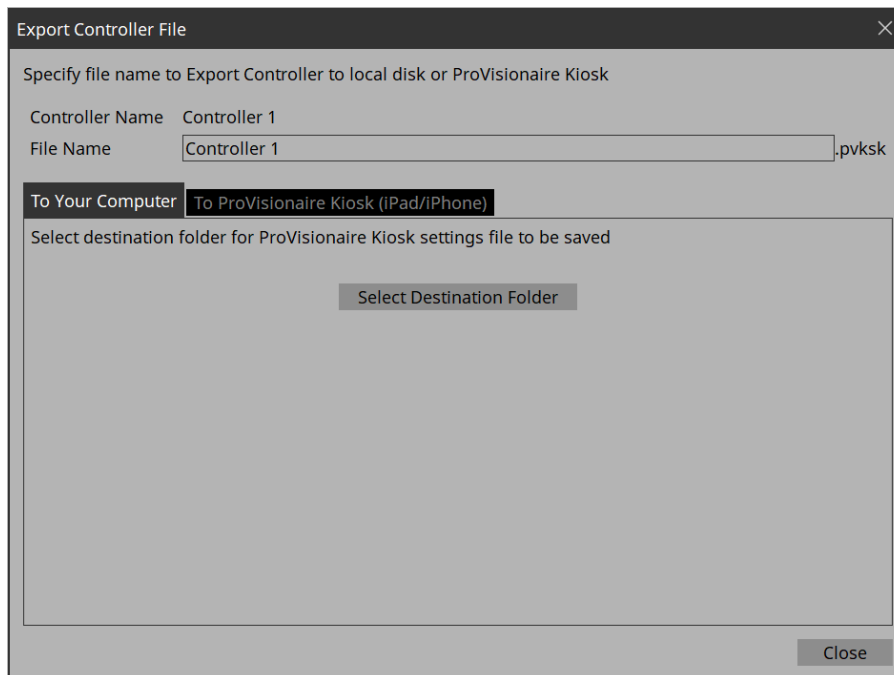 Export Controller File
Specify file name to Export Controller to local disk or ProVisionaire Kiosk
Controller Name Controller 1
File Name Controller 1 .pvksk
To Your Computer To ProVisionaire Kiosk (iPad/iPhone)
Select destination folder for ProVisionaire Kiosk settings file to be saved
Select Destination Folder
Close